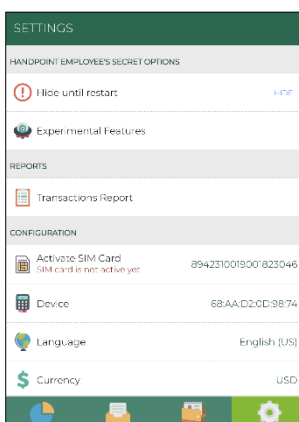 SETTINGS
HANDPOINT EMPLOYEE'S SECRET OPTIONS
Hide until restart HIDE
Experimental Features
REPORTS
Transactions Report
CONFIGURATION
Activate SIM Card
SIM card is not active yet
8942310019001823046
Device 68:AA:D2:0D:98:74
Language English (US)
Currency USD